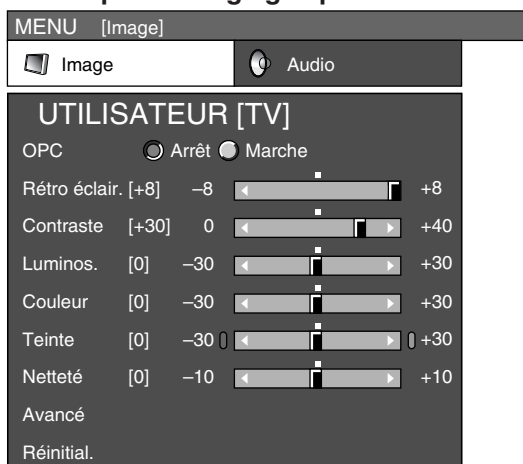 MENU [Image]
Image
Audio
UTILISATEUR [TV]
OPC Arrêt Marche
Rétro éclair. [+8] –8 +8
Contraste [+30] 0 +40
Luminos. [0] –30 +30
Couleur [0] –30 +30
Teinte [0] –30 +30
Netteté [0] –10 +10
Avancé
Réinitial.